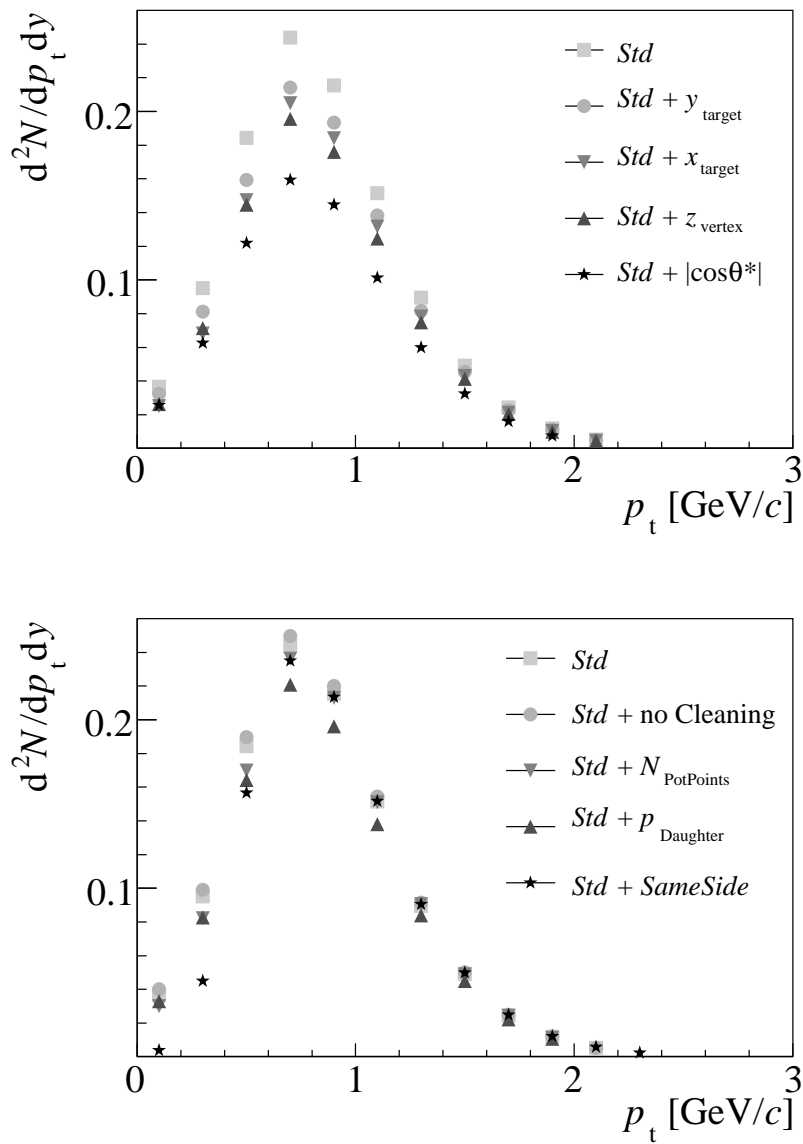 d²N/dp_t dy
0.2
0.1
0 1 2 3
p_t [GeV/c]
Std
Std + y_target
Std + x_target
Std + z_vertex
Std + |cosθ*|
d²N/dp_t dy
0.2
0.1
0 1 2 3
p_t [GeV/c]
Std
Std + no Cleaning
Std + N_PotPoints
Std + p_Daughter
Std + SameSide